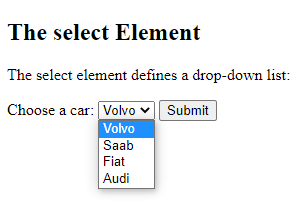 The select Element
The select element defines a drop-down list:
Choose a car: Volvo Submit
Volvo
Saab
Fiat
Audi